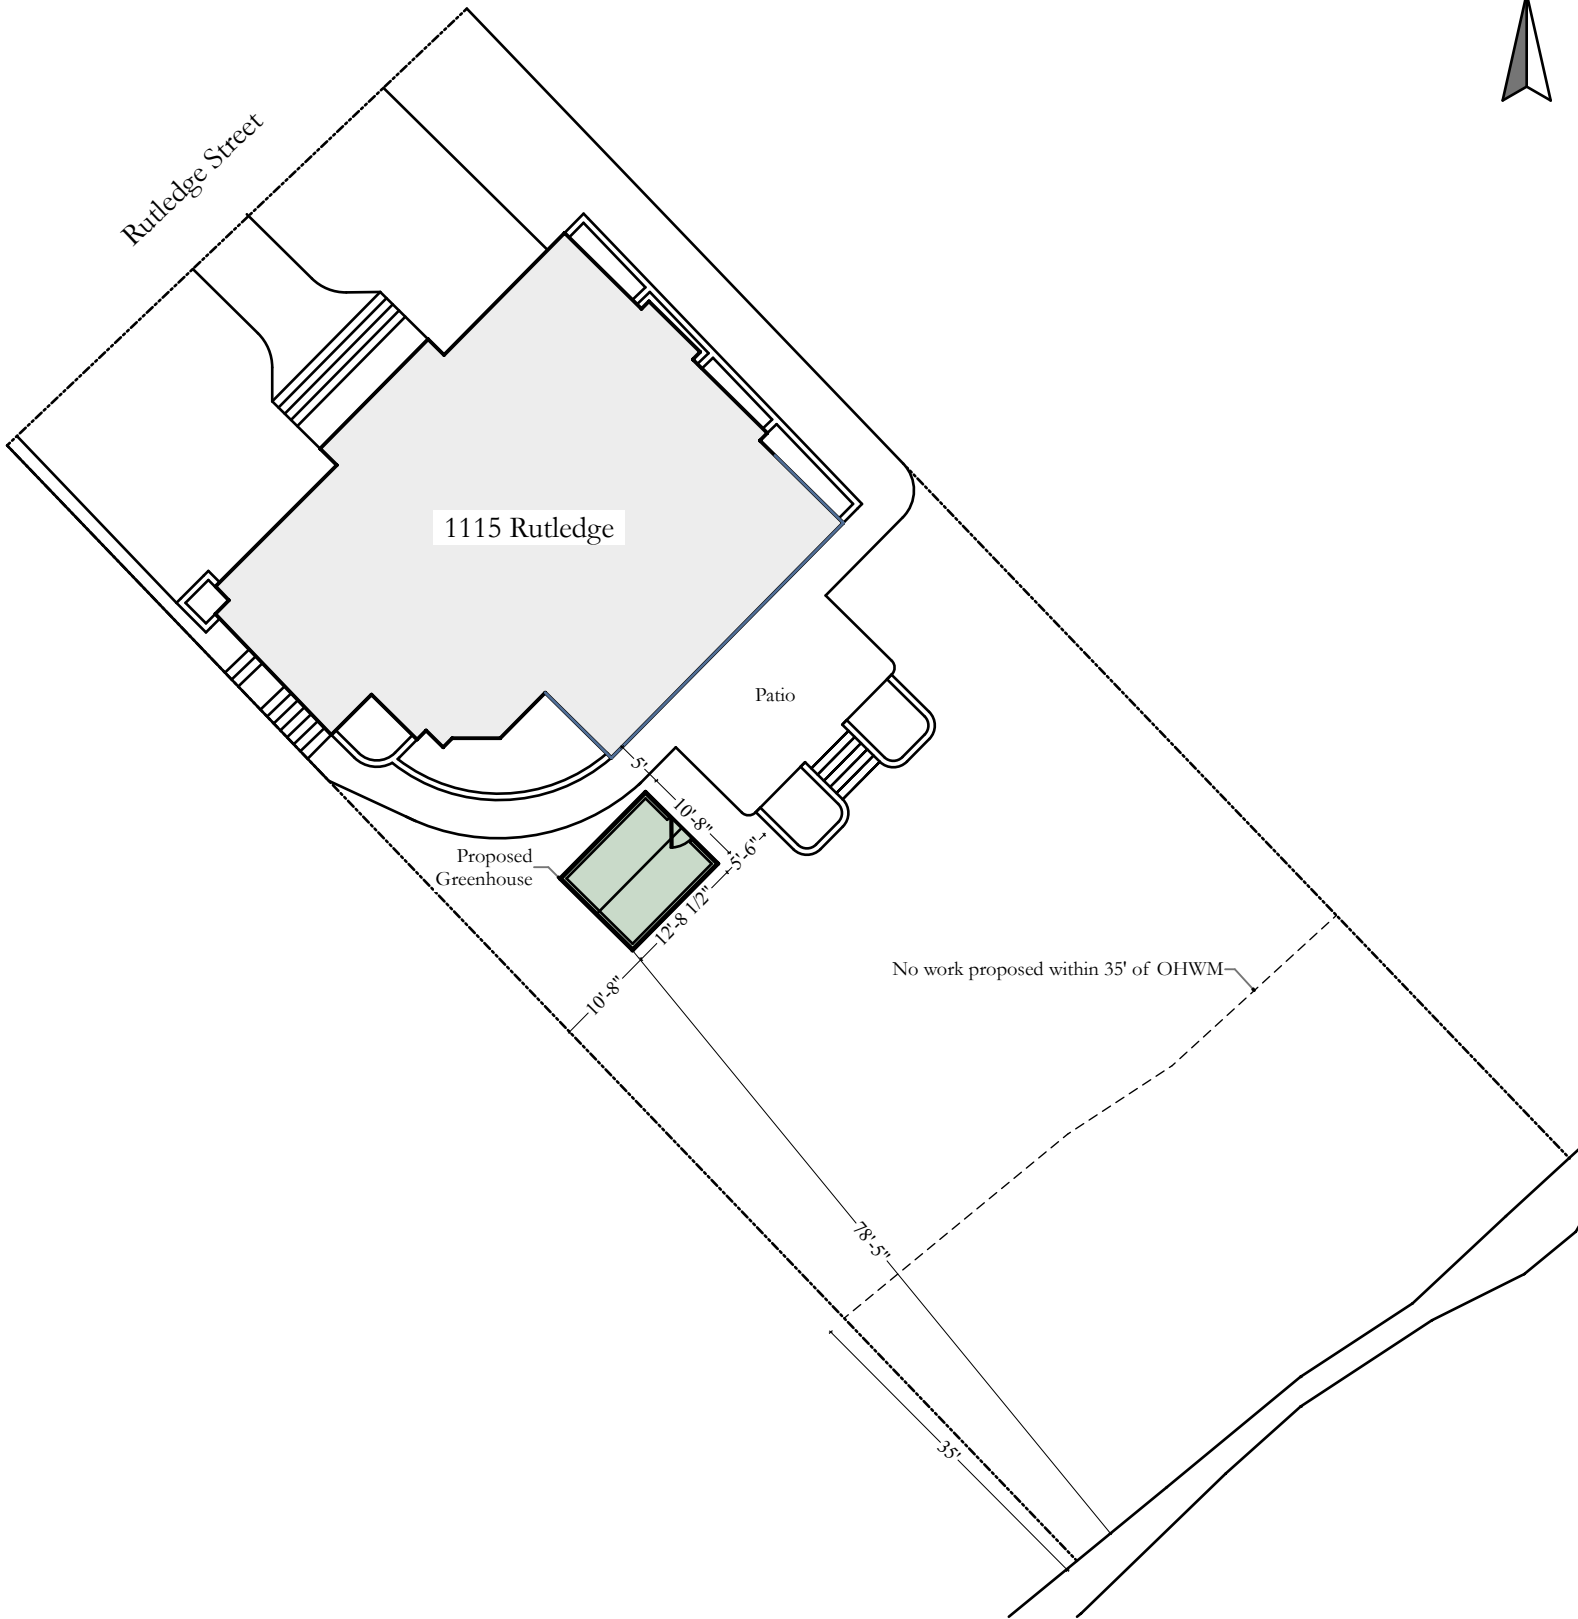 Rutledge Street
1115 Rutledge
Patio
5'
10'-8"
5'-6"
12'-8 1/2"
Proposed
Greenhouse
10'-8"
No work proposed within 35' of OHWM
78'-5"
35'